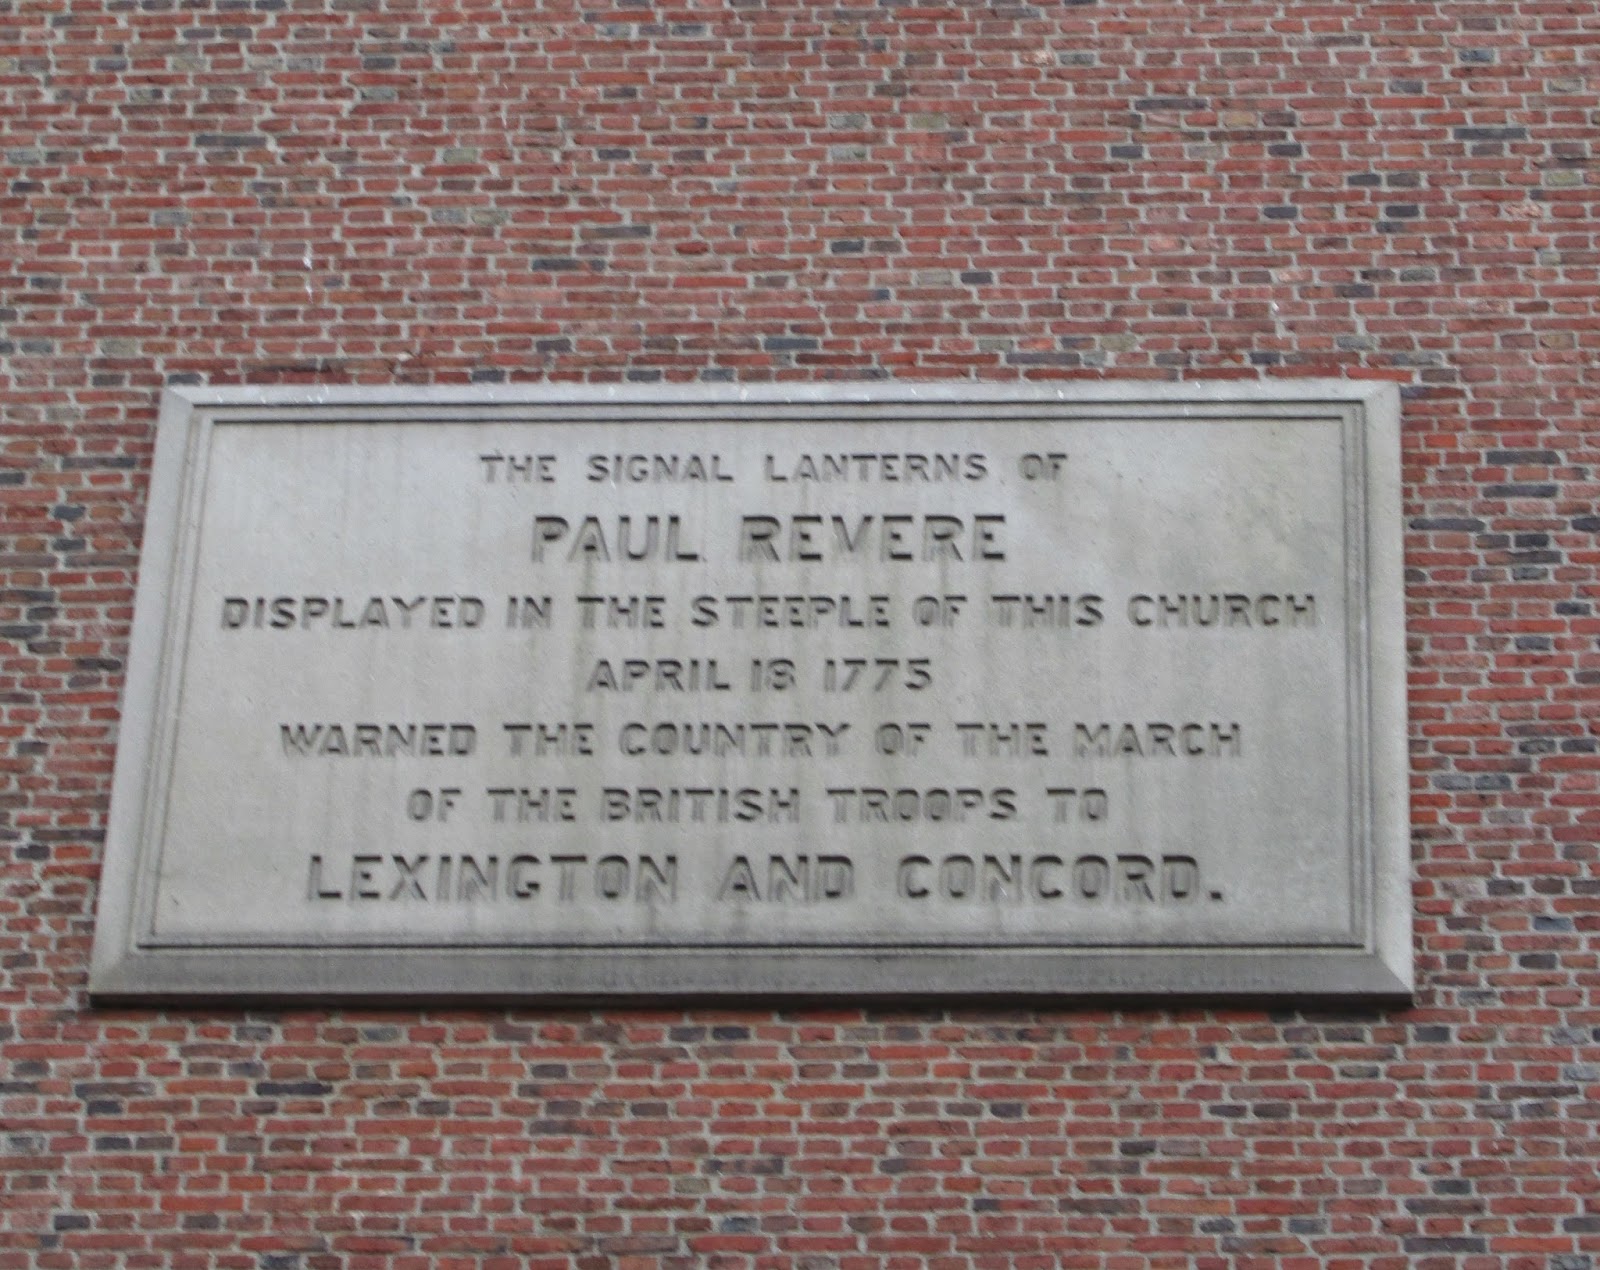 THE SIGNAL LANTERNS OF
PAUL REVERE
DISPLAYED IN THE STEEPLE OF THIS CHURCH
APRIL 18 1775
WARNED THE COUNTRY OF THE MARCH
OF THE BRITISH TROOPS TO
LEXINGTON AND CONCORD.